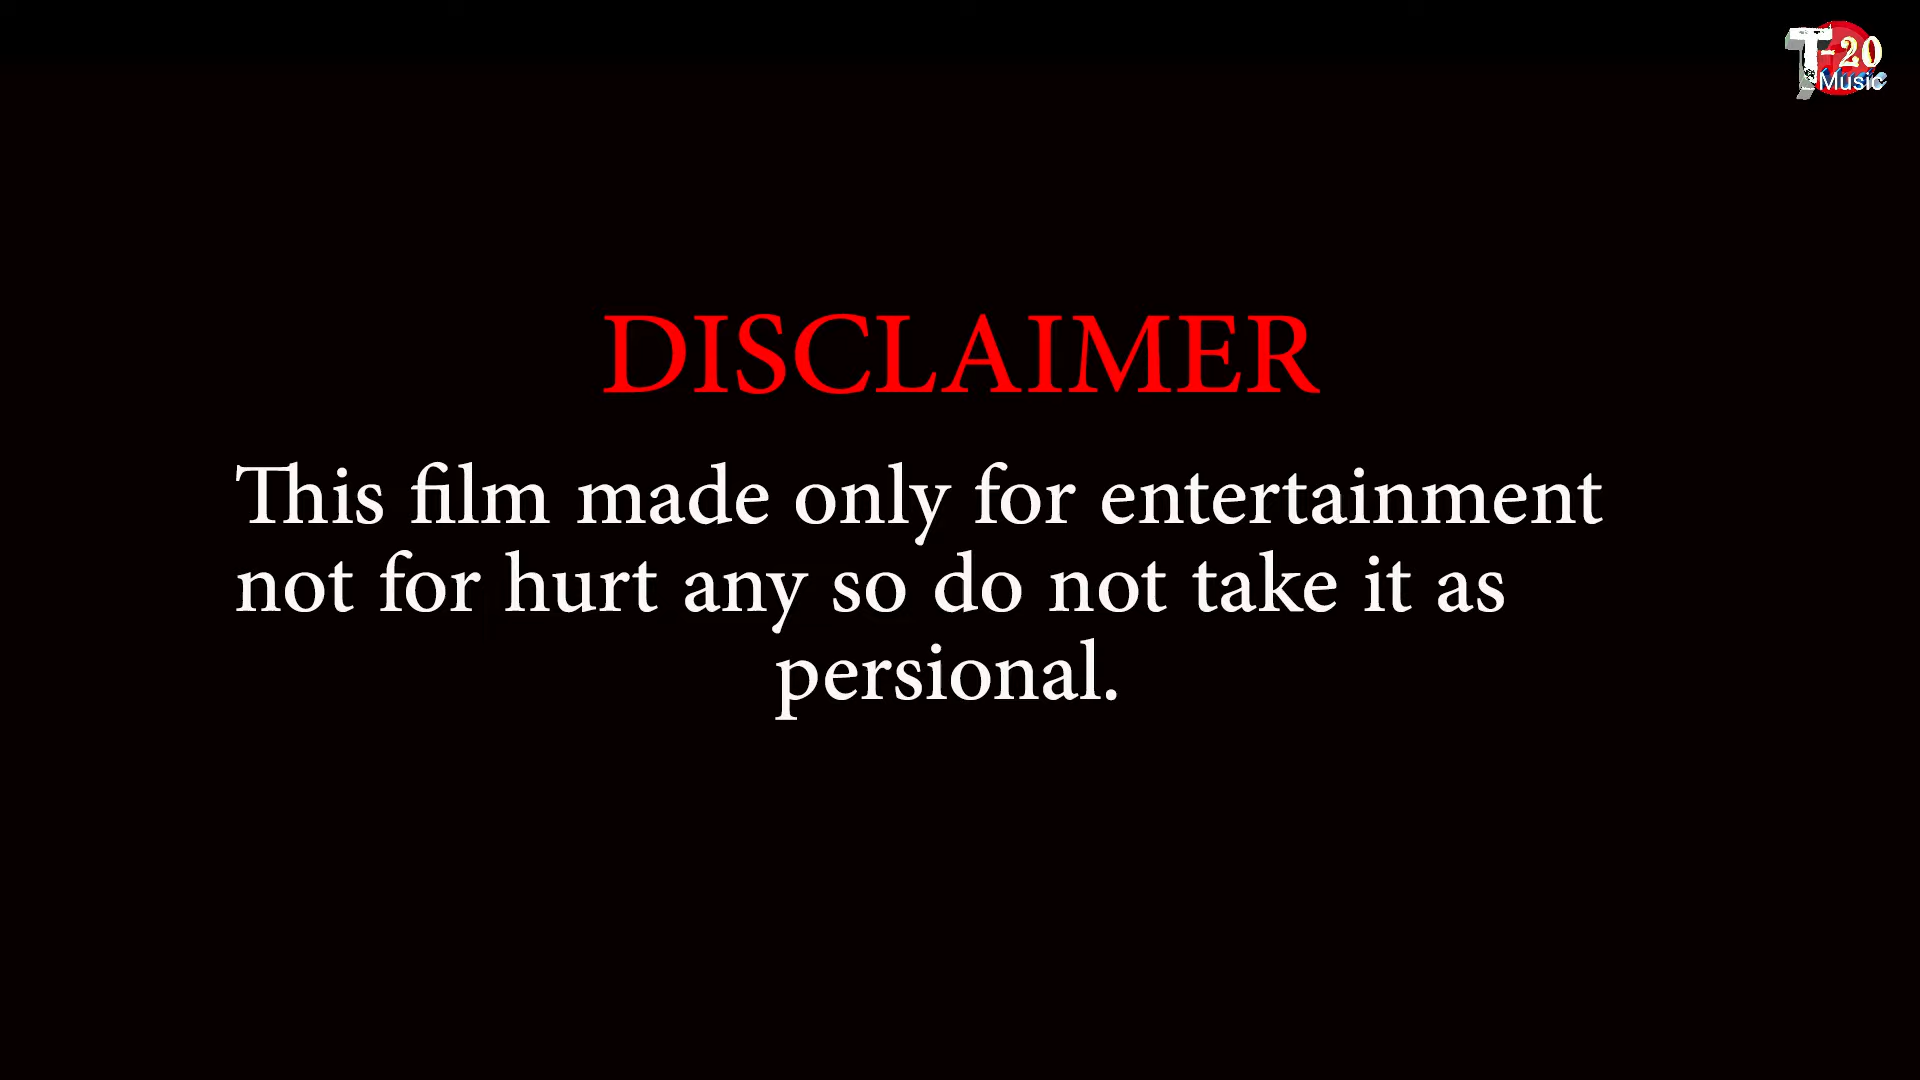 T-20
Music
DISCLAIMER
This film made only for entertainment
not for hurt any so do not take it as
persional.